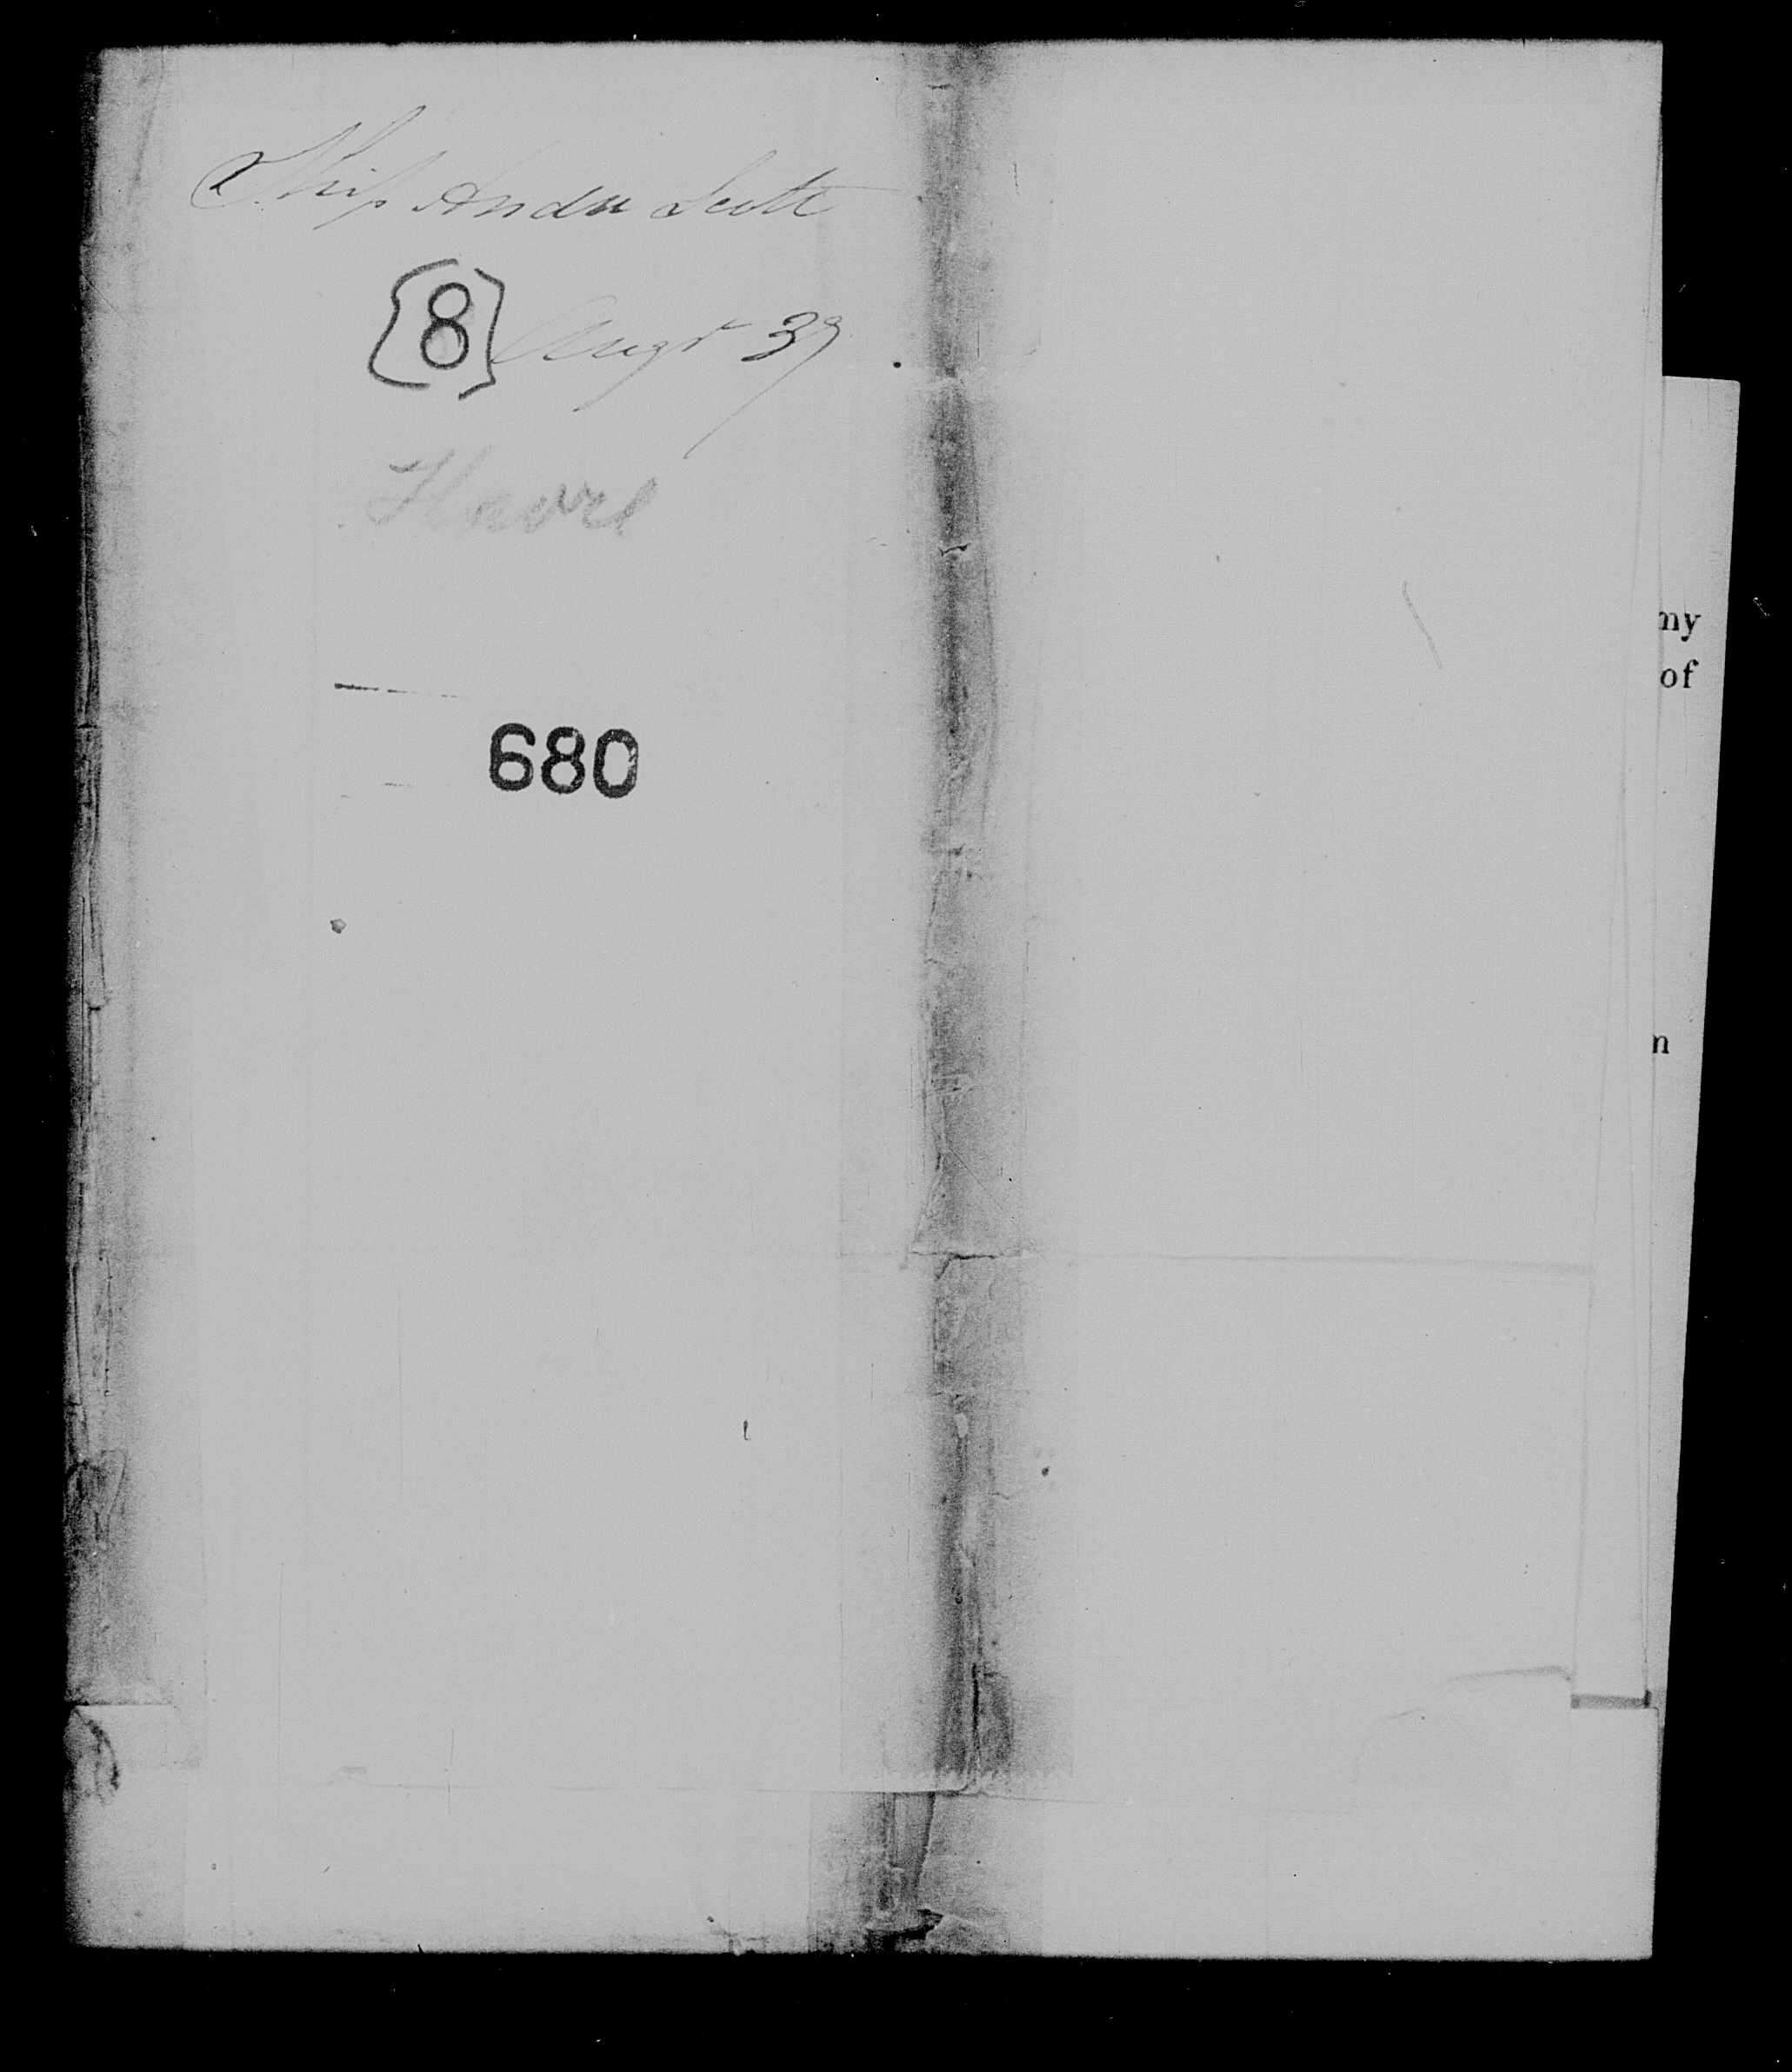 Ship Andw Scott
[8] Augt 39
Havre
680
my
of
n